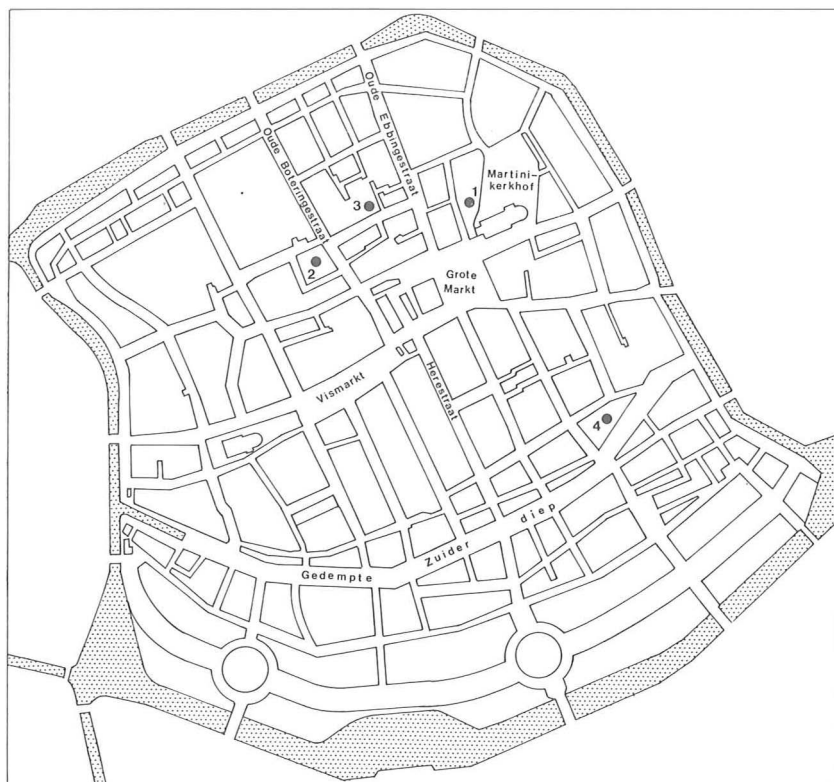 Oude Ebbingestraat
Oude Boteringestraat
Martini-
kerkhof
1
3
2
Grote
Markt
Vismarkt
Herestraat
4
Gedempte Zuider diep